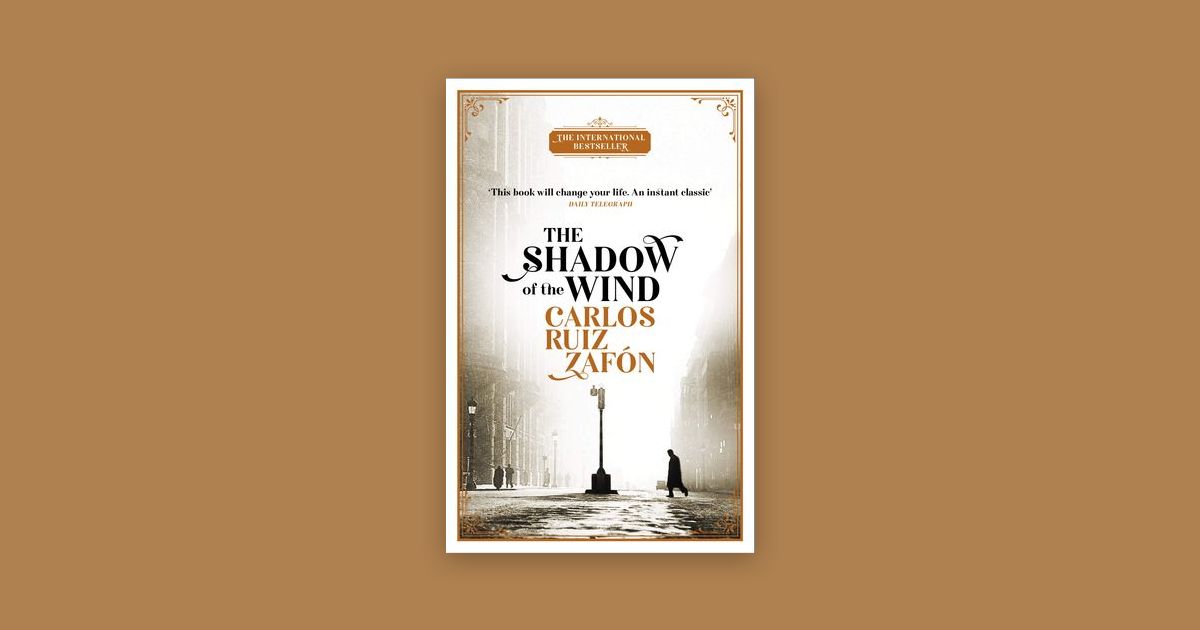 THE INTERNATIONAL
BESTSELLER
‘This book will change your life. An instant classic’
DAILY TELEGRAPH
THE
SHADOW
of the WIND
CARLOS
RUIZ
ZAFÓN